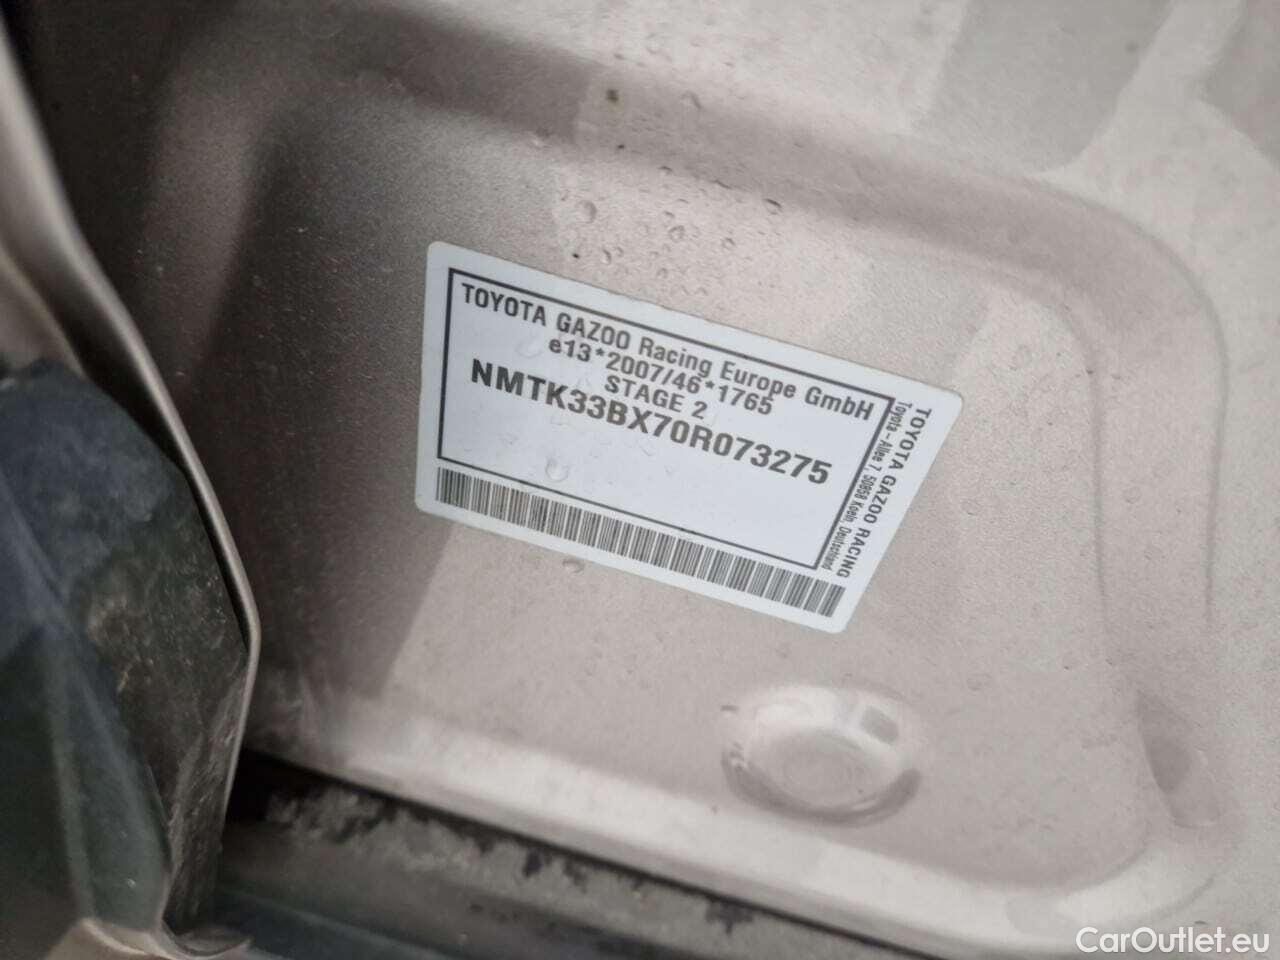 TOYOTA GAZOO Racing Europe GmbH
e13*2007/46*1765
STAGE 2
NMTK33BX70R073275
TOYOTA GAZOO RACING
Toyota-Allee 7, 50858 Koeln, Deutschland
CarOutlet.eu